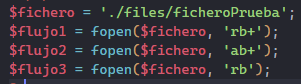 $fichero = './files/ficheroPrueba';
$flujo1 = fopen($fichero, 'rb+');
$flujo2 = fopen($fichero, 'ab+');
$flujo3 = fopen($fichero, 'rb');